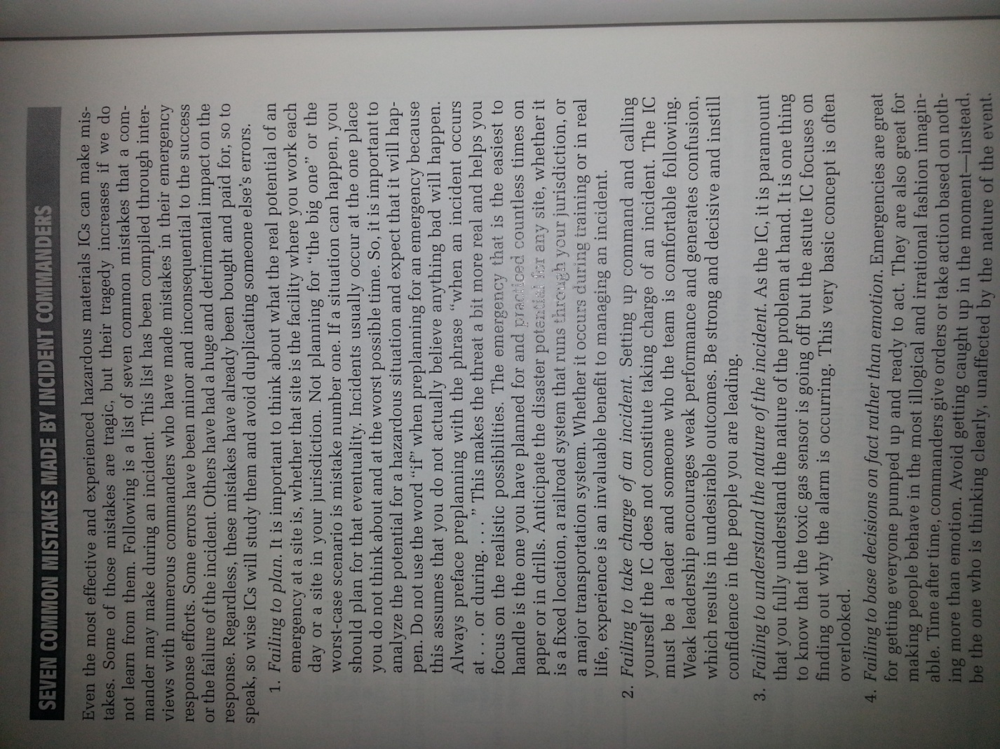 SEVEN COMMON MISTAKES MADE BY INCIDENT COMMANDERS
Even the most effective and experienced hazardous materials ICs can make mis-
takes. Some of those mistakes are tragic, but their tragedy increases if we do
not learn from them. Following is a list of seven common mistakes that a com-
mander may make during an incident. This list has been compiled through inter-
views with numerous commanders who have made mistakes in their emergency
response efforts. Some errors have been minor and inconsequential to the success
or the failure of the incident. Others have had a huge and detrimental impact on the
response. Regardless, these mistakes have already been bought and paid for, so to
speak, so wise ICs will study them and avoid duplicating someone else's errors.
1. Failing to plan. It is important to think about what the real potential of an
emergency at a site is, whether that site is the facility where you work each
day or a site in your jurisdiction. Not planning for "the big one" or the
worst-case scenario is mistake number one. If a situation can happen, you
should plan for that eventuality. Incidents usually occur at the one place
you do not think about and at the worst possible time. So, it is important to
analyze the potential for a hazardous situation and expect that it will hap-
pen. Do not use the word "if" when preplanning for an emergency because
this assumes that you do not actually believe anything bad will happen.
Always preface preplanning with the phrase "when an incident occurs
at . . . or during. . . ." This makes the threat a bit more real and helps you
focus on the realistic possibilities. The emergency that is the easiest to
handle is the one you have planned for and practiced countless times on
paper or in drills. Anticipate the disaster potential for any site, whether it
is a fixed location, a railroad system that runs through your jurisdiction, or
a major transportation system. Whether it occurs during training or in real
life, experience is an invaluable benefit to managing an incident.
2. Failing to take charge of an incident. Setting up command and calling
yourself the IC does not constitute taking charge of an incident. The IC
must be a leader and someone who the team is comfortable following.
Weak leadership encourages weak performance and generates confusion,
which results in undesirable outcomes. Be strong and decisive and instill
confidence in the people you are leading.
3. Failing to understand the nature of the incident. As the IC, it is paramount
that you fully understand the nature of the problem at hand. It is one thing
to know that the toxic gas sensor is going off but the astute IC focuses on
finding out why the alarm is occurring. This very basic concept is often
overlooked.
4. Failing to base decisions on fact rather than emotion. Emergencies are great
for getting everyone pumped up and ready to act. They are also great for
making people behave in the most illogical and irrational fashion imagin-
able. Time after time, commanders give orders or take action based on noth-
ing more than emotion. Avoid getting caught up in the moment—instead,
be the one who is thinking clearly, unaffected by the nature of the event.